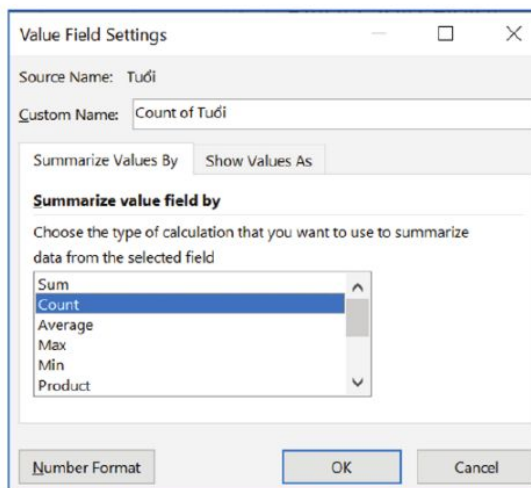 Value Field Settings
Source Name: Tuổi
Custom Name: Count of Tuổi
Summarize Values By Show Values As
Summarize value field by
Choose the type of calculation that you want to use to summarize
data from the selected field
Sum
Count
Average
Max
Min
Product
Number Format OK Cancel